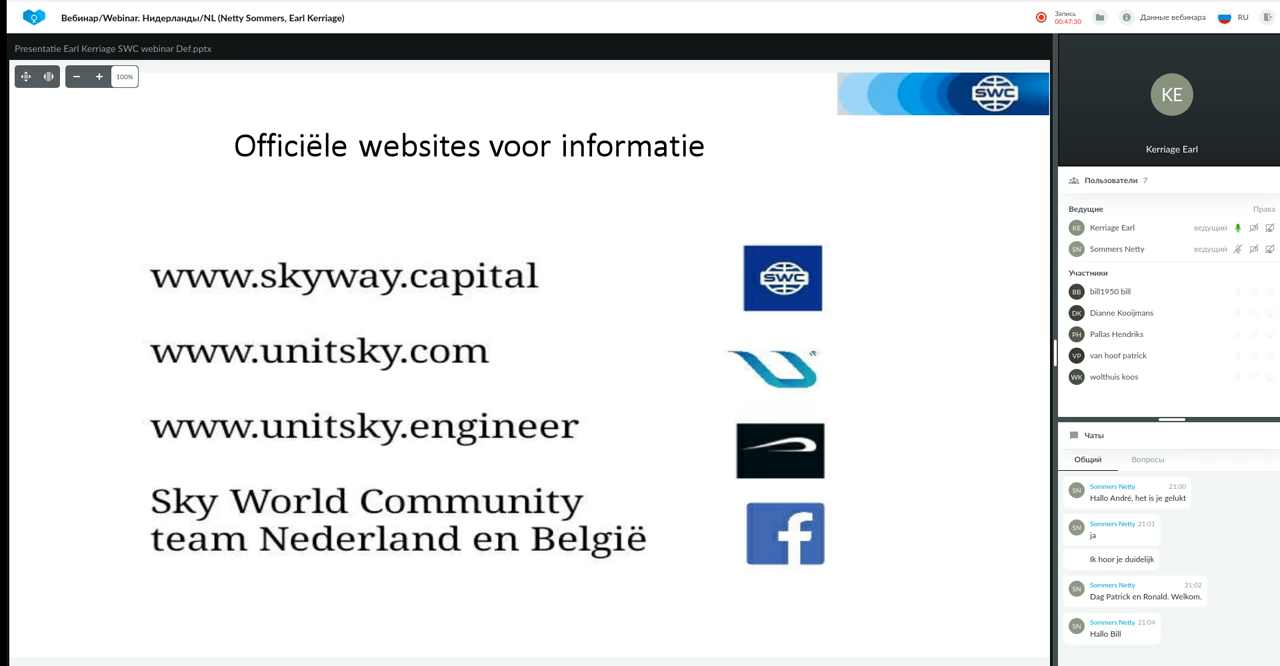 Вебинар/Webinar. Нидерланды/NL (Netty Sommers, Earl Kerriage)
Запись
00:47:30
Данные вебинара
RU
Presentatie Earl Kerriage SWC webinar Def.pptx
100%
SWC
Officiële websites voor informatie
www.skyway.capital
SWC
www.unitsky.com
www.unitsky.engineer
Sky World Community
team Nederland en België
f
KE
Kerriage Earl
Пользователи 7
Ведущие Права
KE Kerriage Earl ведущий
SN Sommers Netty ведущий
Участники
BB bill1950 bill
DK Dianne Kooijmans
PH Pallas Hendriks
VP van hoof patrick
WK wolthuis koos
Чаты
Общий Вопросы
SN Sommers Netty 21:00
Hallo André, het is je gelukt
SN Sommers Netty 21:01
ja
Ik hoor je duidelijk
SN Sommers Netty 21:02
Dag Patrick en Ronald. Welkom.
SN Sommers Netty 21:04
Hallo Bill